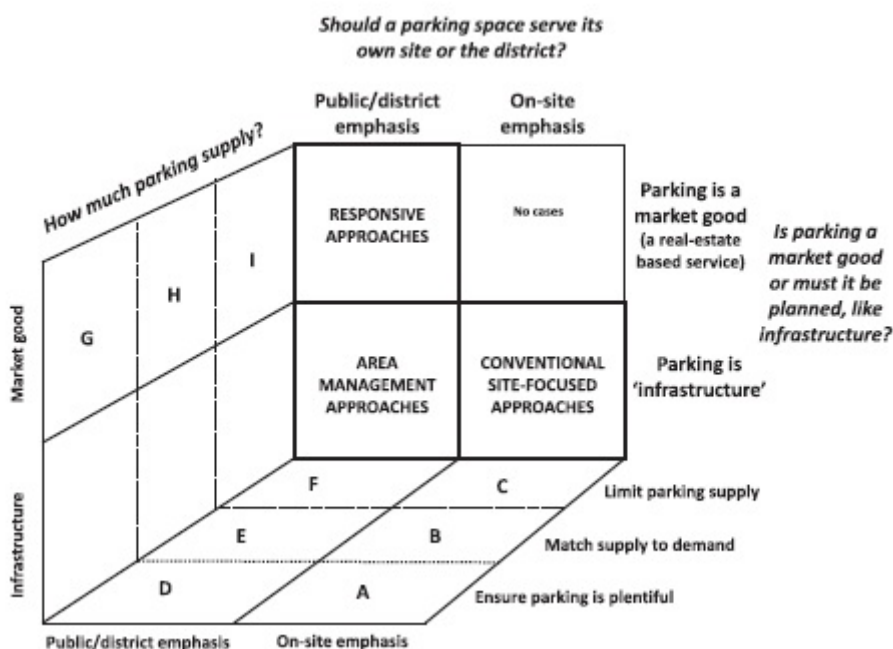 Should a parking space serve its
own site or the district?
Public/district
emphasis
On-site
emphasis
How much parking supply?
RESPONSIVE
APPROACHES
No cases
Parking is a
market good
(a real-estate
based service)
Is parking a
market good
or must it be
planned, like
infrastructure?
I
H
G
Market good
AREA
MANAGEMENT
APPROACHES
CONVENTIONAL
SITE-FOCUSED
APPROACHES
Parking is
‘infrastructure’
Infrastructure
F
C
Limit parking supply
E
B
Match supply to demand
D
A
Ensure parking is plentiful
Public/district emphasis
On-site emphasis